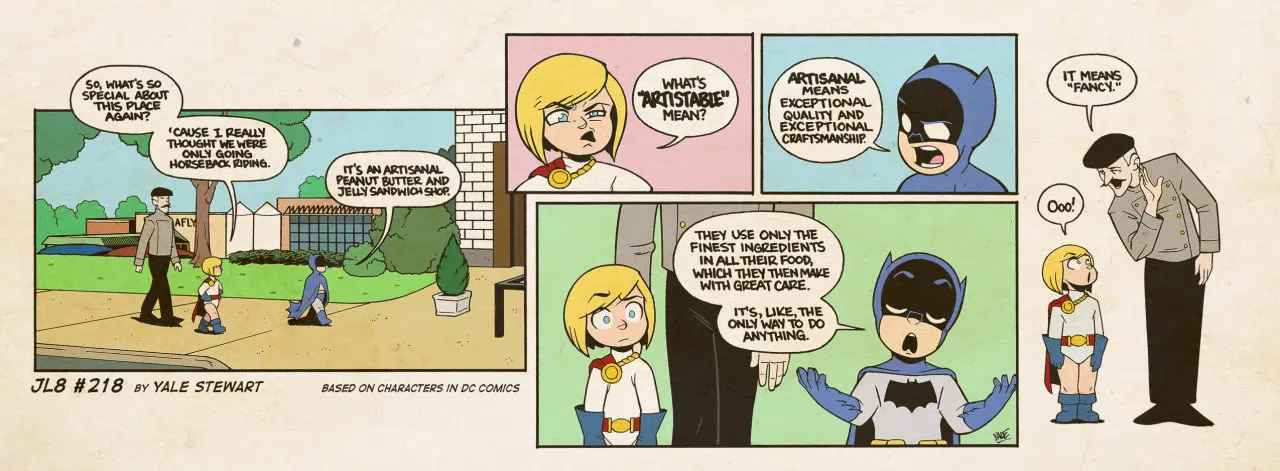 SO, WHAT'S SO
SPECIAL ABOUT
THIS PLACE
AGAIN?
'CAUSE I REALLY
THOUGHT WE WERE
ONLY GOING
HORSEBACK RIDING.
IT'S AN ARTISANAL
PEANUT BUTTER AND
JELLY SANDWICH SHOP.
AFLY
JL8 #218 BY YALE STEWART
BASED ON CHARACTERS IN DC COMICS
WHAT'S
"ARTISTABLE"
MEAN?
ARTISANAL
MEANS
EXCEPTIONAL
QUALITY AND
EXCEPTIONAL
CRAFTSMANSHIP.
THEY USE ONLY THE
FINEST INGREDIENTS
IN ALL THEIR FOOD,
WHICH THEY THEN MAKE
WITH GREAT CARE.
IT'S, LIKE, THE
ONLY WAY TO DO
ANYTHING.
YALE
IT MEANS
"FANCY."
OOO!